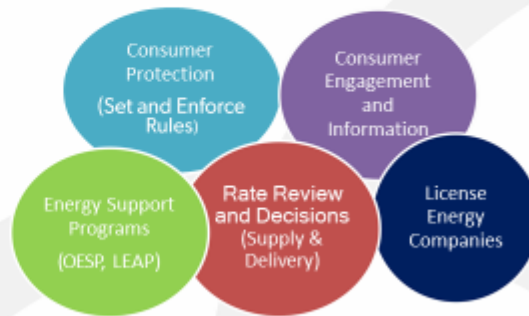 Consumer
Protection
(Set and Enforce
Rules)
Consumer
Engagement
and
Information
Energy Support
Programs
(OESP, LEAP)
Rate Review
and Decisions
(Supply &
Delivery)
License
Energy
Companies